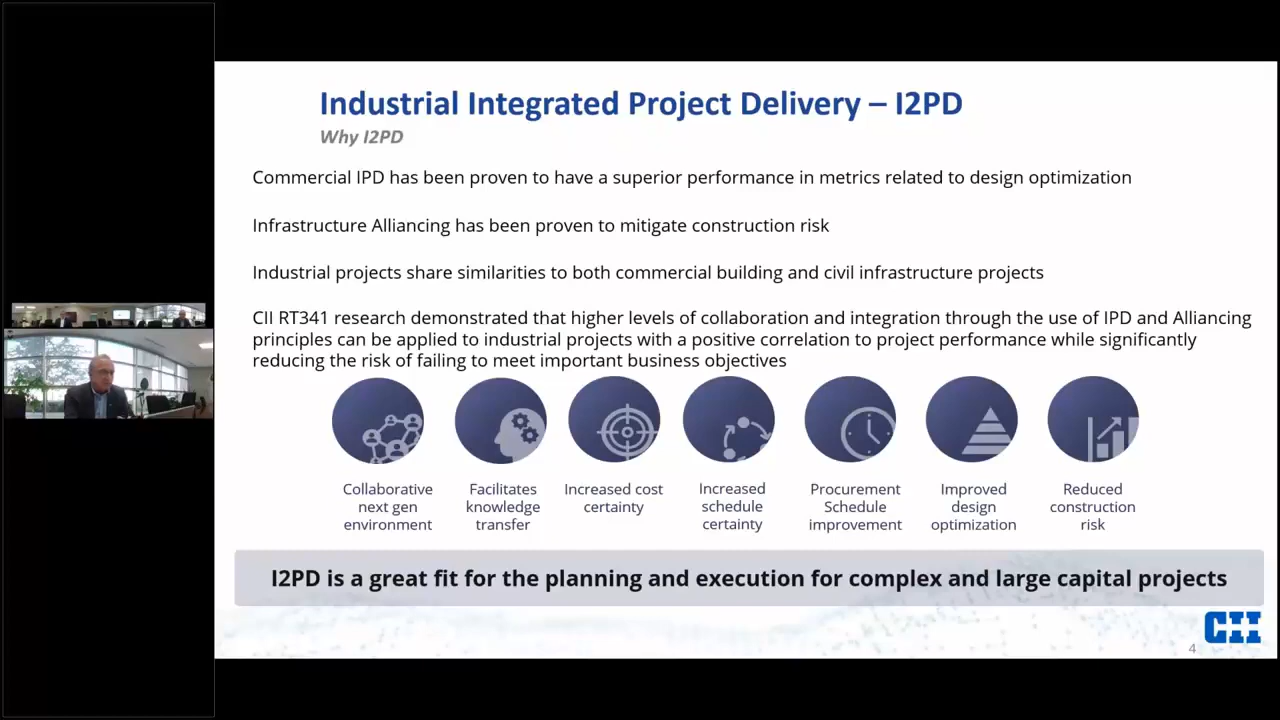 Industrial Integrated Project Delivery – I2PD
Why I2PD
Commercial IPD has been proven to have a superior performance in metrics related to design optimization
Infrastructure Alliancing has been proven to mitigate construction risk
Industrial projects share similarities to both commercial building and civil infrastructure projects
CII RT341 research demonstrated that higher levels of collaboration and integration through the use of IPD and Alliancing
principles can be applied to industrial projects with a positive correlation to project performance while significantly
reducing the risk of failing to meet important business objectives
Collaborative
next gen
environment
Facilitates
knowledge
transfer
Increased cost
certainty
Increased
schedule
certainty
Procurement
Schedule
improvement
Improved
design
optimization
Reduced
construction
risk
I2PD is a great fit for the planning and execution for complex and large capital projects
CII
4